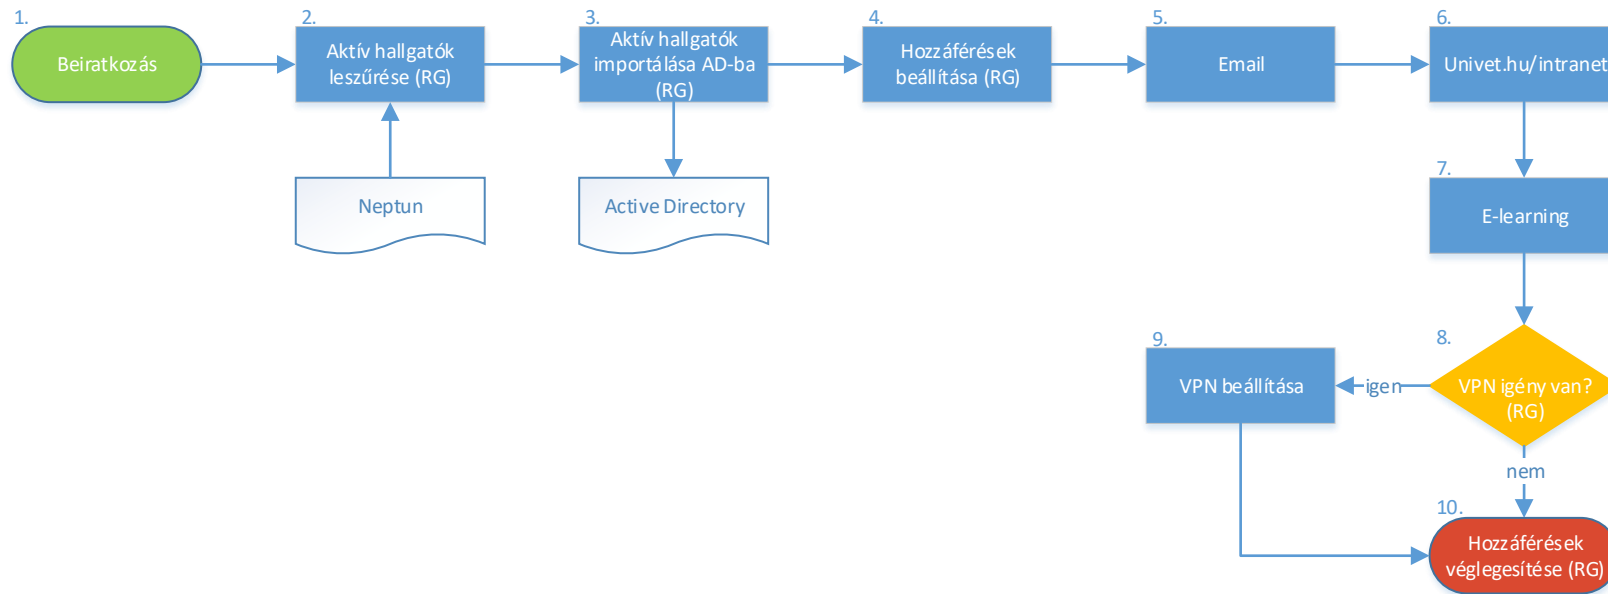 1.
Beiratkozás
2.
Aktív hallgatók
leszűrése (RG)
3.
Aktív hallgatók
importálása AD-ba
(RG)
4.
Hozzáférések
beállítása (RG)
5.
Email
6.
Univet.hu/intranet
Neptun
Active Directory
7.
E-learning
8.
VPN igény van?
(RG)
igen
9.
VPN beállítása
nem
10.
Hozzáférések
véglegesítése (RG)